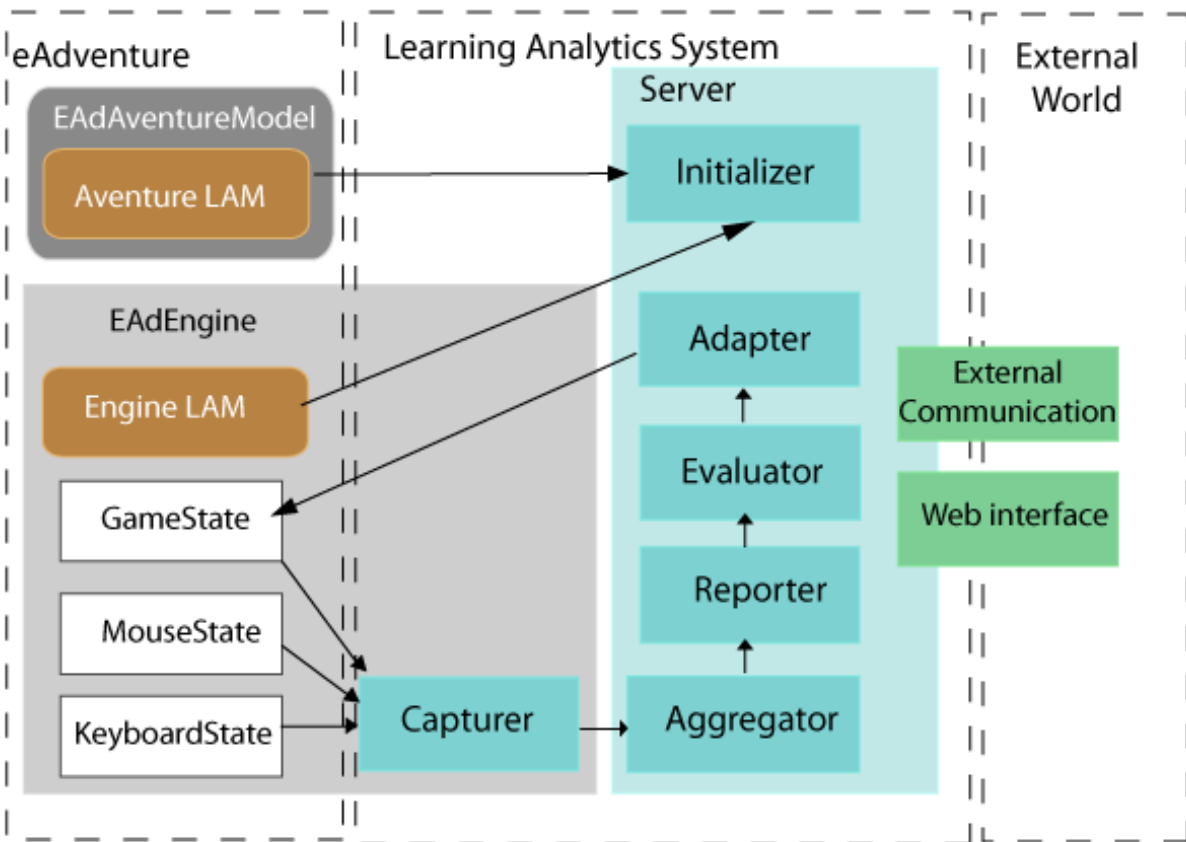 eAdventure
EAdAventureModel
Aventure LAM
EAdEngine
Engine LAM
GameState
MouseState
KeyboardState
Learning Analytics System
Server
Initializer
Adapter
Evaluator
Reporter
Capturer
Aggregator
External
World
External
Communication
Web interface